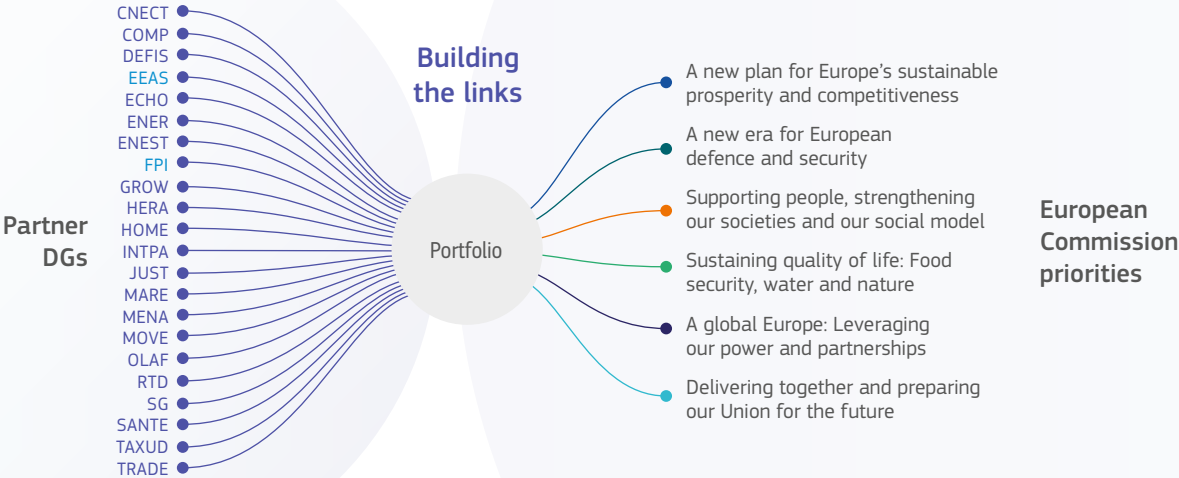 Partner
DGs
CNECT
COMP
DEFIS
EEAS
ECHO
ENER
ENEST
FPI
GROW
HERA
HOME
INTPA
JUST
MARE
MENA
MOVE
OLAF
RTD
SG
SANTE
TAXUD
TRADE
Building
the links
Portfolio
A new plan for Europe’s sustainable
prosperity and competitiveness
A new era for European
defence and security
Supporting people, strengthening
our societies and our social model
Sustaining quality of life: Food
security, water and nature
A global Europe: Leveraging
our power and partnerships
Delivering together and preparing
our Union for the future
European
Commission
priorities